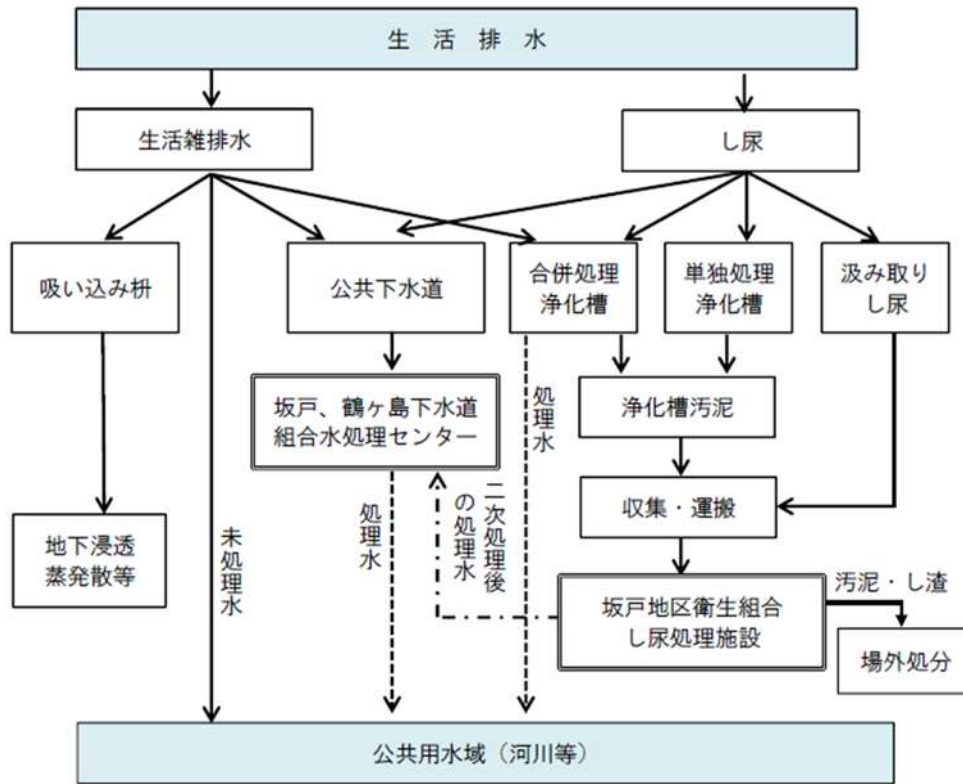 生 活 排 水
生活雑排水
し尿
吸い込み枡
公共下水道
合併処理
浄化槽
単独処理
浄化槽
汲み取り
し尿
坂戸、鶴ヶ島下水道
組合水処理センター
処理水
浄化槽汚泥
未処理水
処理水
二次処理後
の処理水
収集・運搬
地下浸透
蒸発散等
坂戸地区衛生組合
し尿処理施設
汚泥・し渣
場外処分
公共用水域（河川等）